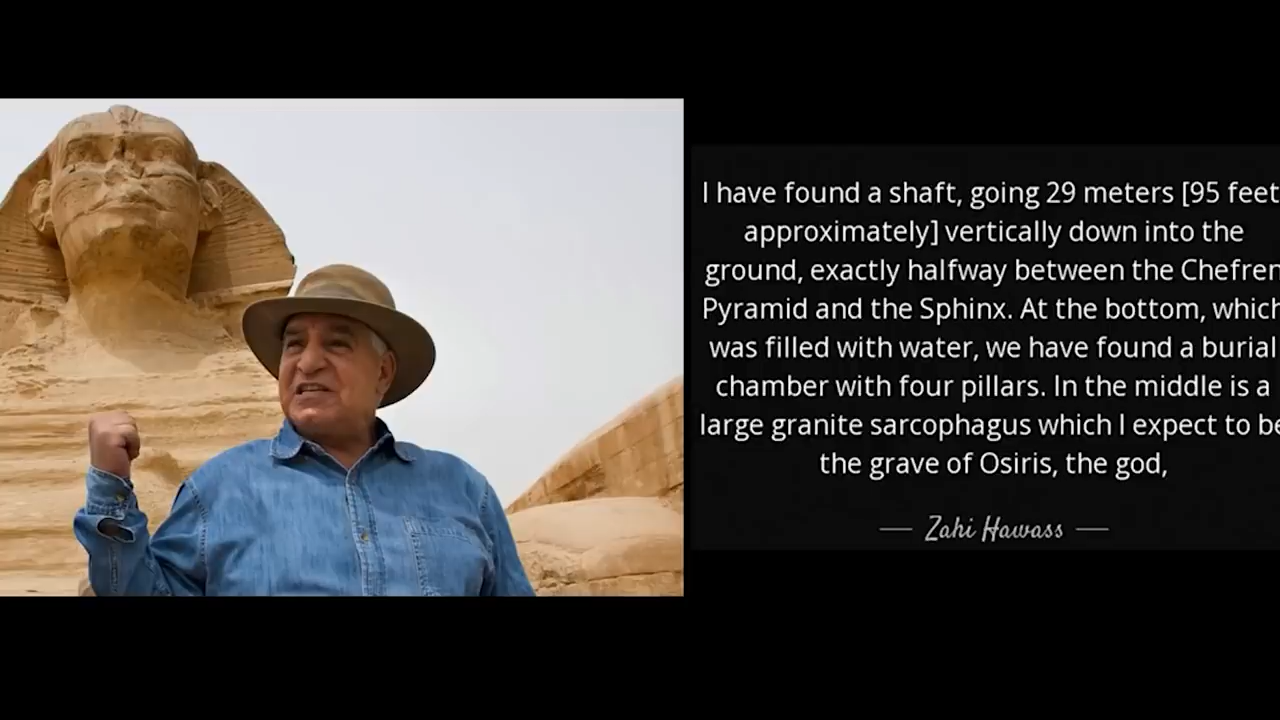 I have found a shaft, going 29 meters [95 feet
approximately] vertically down into the
ground, exactly halfway between the Chefren
Pyramid and the Sphinx. At the bottom, which
was filled with water, we have found a burial
chamber with four pillars. In the middle is a
large granite sarcophagus which I expect to be
the grave of Osiris, the god,
— Zahi Hawass —